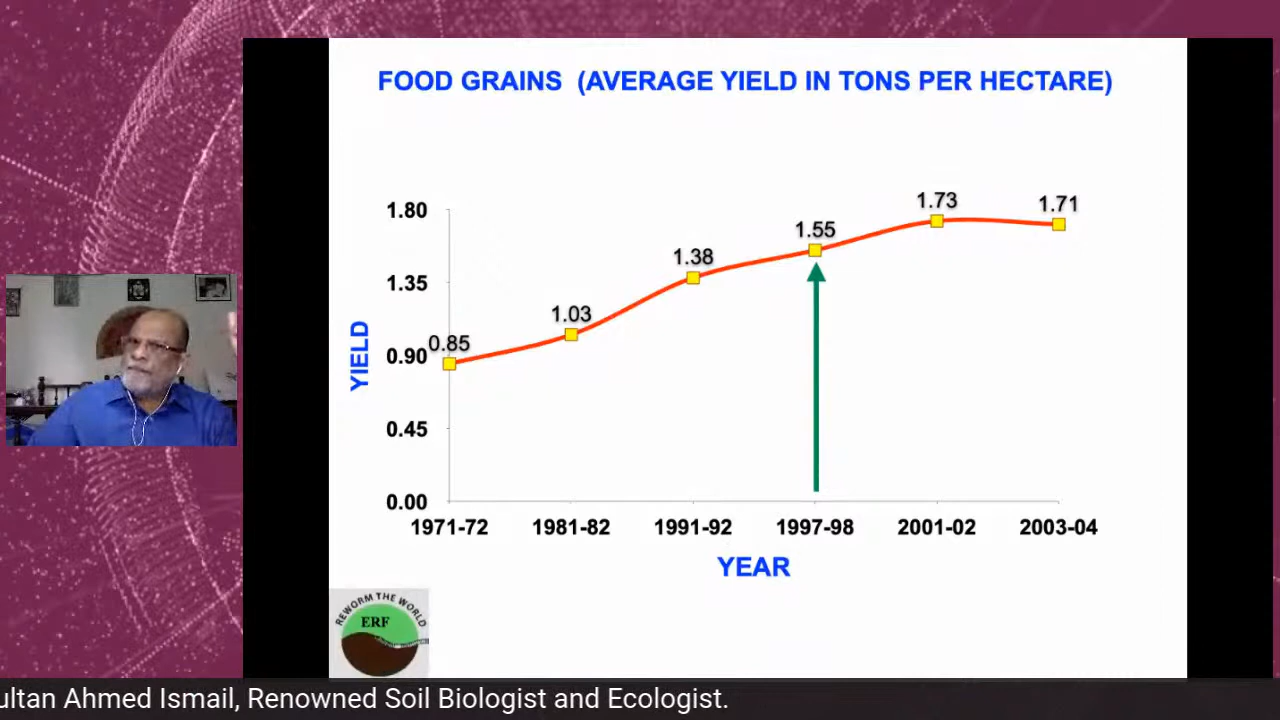 FOOD GRAINS (AVERAGE YIELD IN TONS PER HECTARE)
1.80
1.35
0.90
0.45
0.00
YIELD
0.85
1.03
1.38
1.55
1.73
1.71
1971-72 1981-82 1991-92 1997-98 2001-02 2003-04
YEAR
REWORM THE WORLD
ERF
ultan Ahmed Ismail, Renowned Soil Biologist and Ecologist.